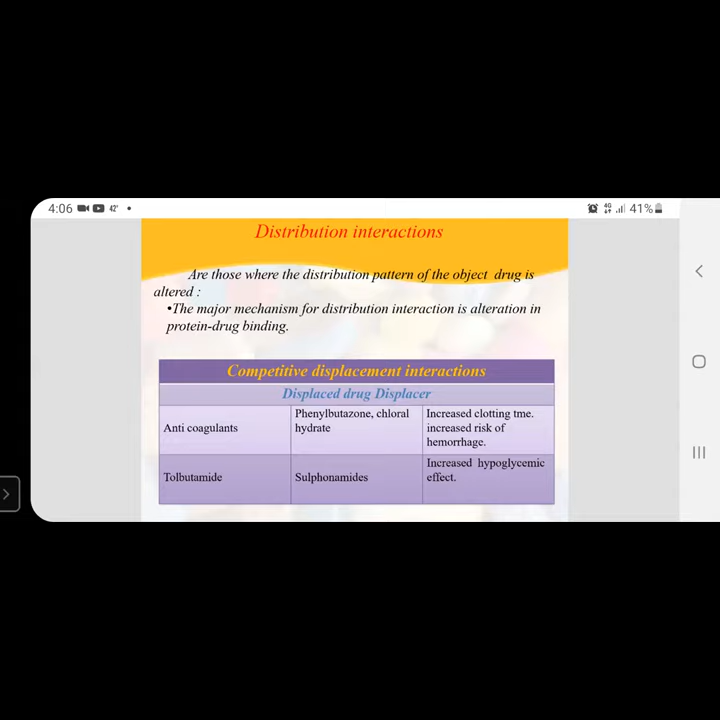 4:06 42° • 4G 41%
Distribution interactions
Are those where the distribution pattern of the object drug is
altered :
•The major mechanism for distribution interaction is alteration in
protein-drug binding.
Competitive displacement interactions
Displaced drug Displacer
Anti coagulants
Phenylbutazone, chloral
hydrate
Increased clotting tme.
increased risk of
hemorrhage.
Tolbutamide
Sulphonamides
Increased hypoglycemic
effect.